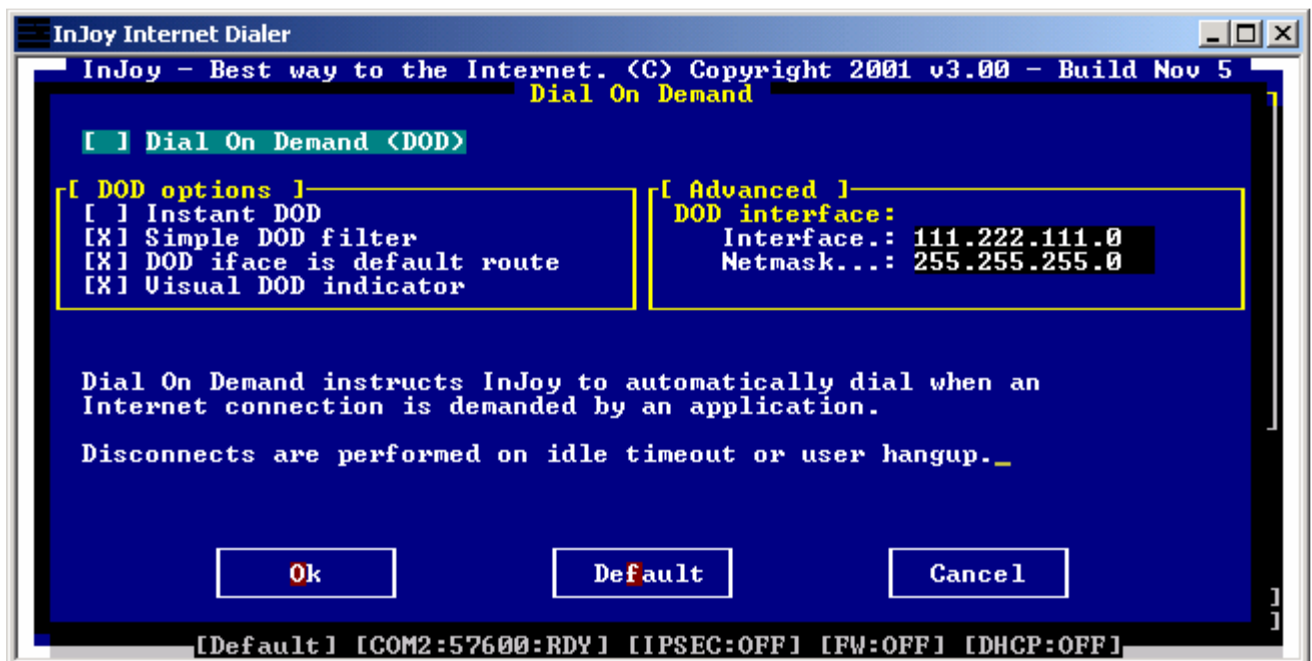 InJoy Internet Dialer
InJoy - Best way to the Internet. (C) Copyright 2001 v3.00 - Build Nov 5
Dial On Demand
[ ] Dial On Demand (DOD)
[ DOD options ]
[ ] Instant DOD
[X] Simple DOD filter
[X] DOD iface is default route
[X] Visual DOD indicator
[ Advanced ]
DOD interface:
Interface.: 111.222.111.0
Netmask...: 255.255.255.0
Dial On Demand instructs InJoy to automatically dial when an
Internet connection is demanded by an application.
Disconnects are performed on idle timeout or user hangup._
Ok
Default
Cancel
]
]
[Default] [COM2:57600:RDY] [IPSEC:OFF] [FW:OFF] [DHCP:OFF]